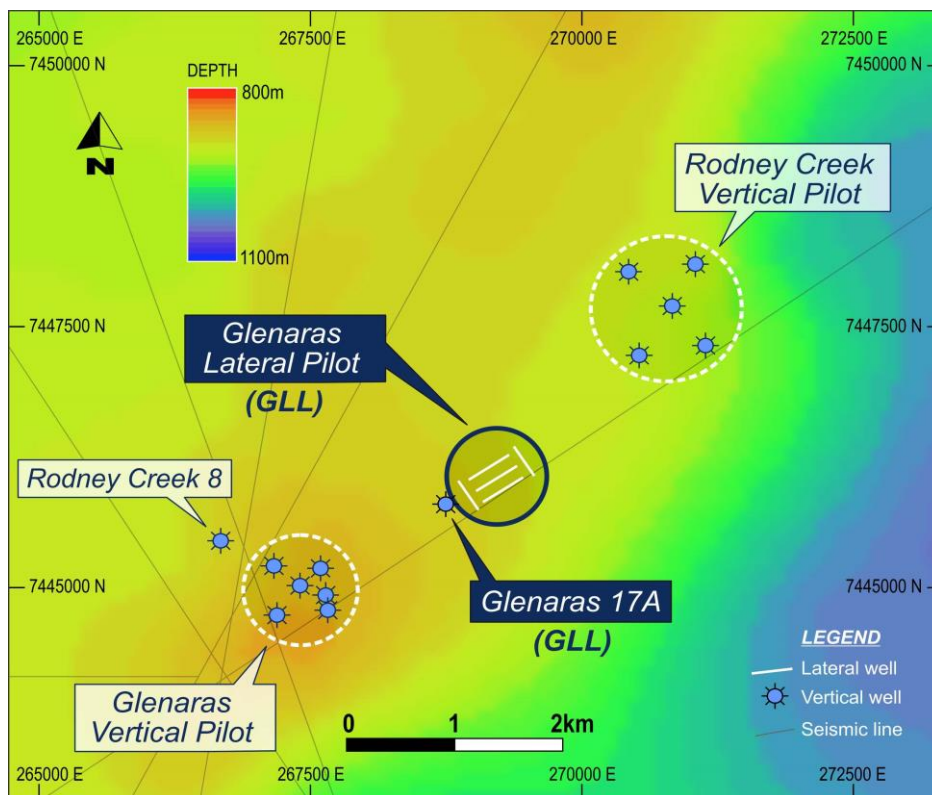 265000 E
267500 E
270000 E
272500 E
7450000 N
7450000 N
DEPTH
800m
1100m
N
Rodney Creek
Vertical Pilot
7447500 N
7447500 N
Glenaras
Lateral Pilot
(GLL)
Rodney Creek 8
7445000 N
7445000 N
Glenaras 17A
(GLL)
LEGEND
Lateral well
Vertical well
Seismic line
Glenaras
Vertical Pilot
0
1
2km
265000 E
267500 E
270000 E
272500 E